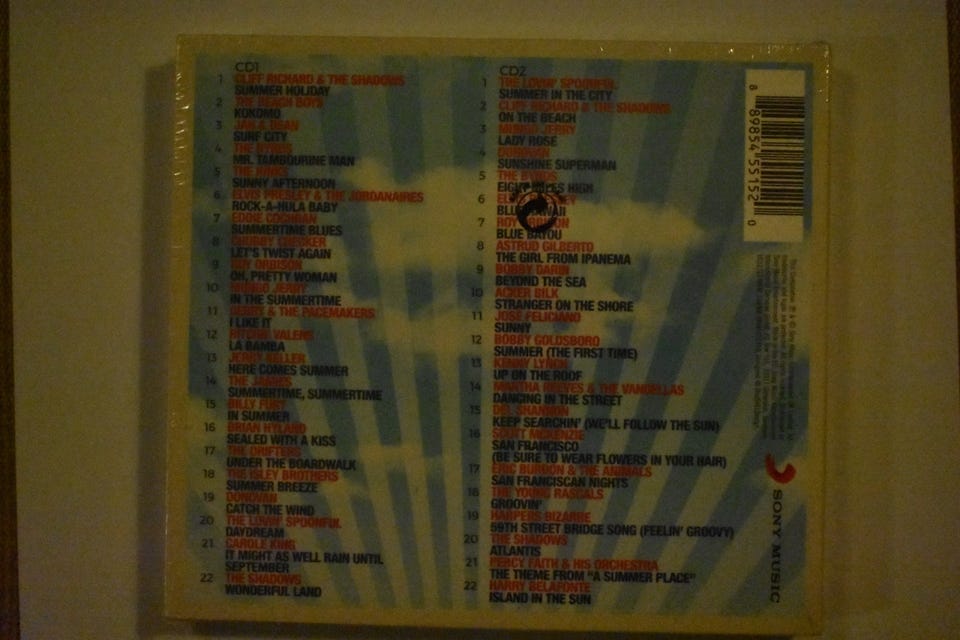 CD1
1 CLIFF RICHARD & THE SHADOWS
SUMMER HOLIDAY
2 THE BEACH BOYS
KOKOMO
3 JAN & DEAN
SURF CITY
4 THE BYRDS
MR. TAMBOURINE MAN
5 THE KINKS
SUNNY AFTERNOON
6 ELVIS PRESLEY & THE JORDANAIRES
ROCK-A-HULA BABY
7 EDDIE COCHRAN
SUMMERTIME BLUES
8 CHUBBY CHECKER
LET'S TWIST AGAIN
9 ROY ORBISON
OH, PRETTY WOMAN
10 MUNGO JERRY
IN THE SUMMERTIME
11 GERRY & THE PACEMAKERS
I LIKE IT
12 RITCHIE VALENS
LA BAMBA
13 JERRY KELLER
HERE COMES SUMMER
14 THE JAMIES
SUMMERTIME, SUMMERTIME
15 BILLY FURY
IN SUMMER
16 BRIAN HYLAND
SEALED WITH A KISS
17 THE DRIFTERS
UNDER THE BOARDWALK
18 THE ISLEY BROTHERS
SUMMER BREEZE
19 DONOVAN
CATCH THE WIND
20 THE LOVIN' SPOONFUL
DAYDREAM
21 CAROLE KING
IT MIGHT AS WELL RAIN UNTIL
SEPTEMBER
22 THE SHADOWS
WONDERFUL LAND
CD2
1 THE LOVIN' SPOONFUL
SUMMER IN THE CITY
2 CLIFF RICHARD & THE SHADOWS
ON THE BEACH
3 MUNGO JERRY
LADY ROSE
4 DONOVAN
SUNSHINE SUPERMAN
5 THE BYRDS
EIGHT MILES HIGH
6 ELVIS PRESLEY
BLUE HAWAII
7 ROY ORBISON
BLUE BAYOU
8 ASTRUD GILBERTO
THE GIRL FROM IPANEMA
9 BOBBY DARIN
BEYOND THE SEA
10 ACKER BILK
STRANGER ON THE SHORE
11 JOSE FELICIANO
SUNNY
12 BOBBY GOLDSBORO
SUMMER (THE FIRST TIME)
13 KENNY LYNCH
UP ON THE ROOF
14 MARTHA REEVES & THE VANDELLAS
DANCING IN THE STREET
15 DEL SHANNON
KEEP SEARCHIN' (WE'LL FOLLOW THE SUN)
16 SCOTT MCKENZIE
SAN FRANCISCO
(BE SURE TO WEAR FLOWERS IN YOUR HAIR)
17 ERIC BURDON & THE ANIMALS
SAN FRANCISCAN NIGHTS
18 THE YOUNG RASCALS
GROOVIN'
19 HARPERS BIZARRE
59TH STREET BRIDGE SONG (FEELIN' GROOVY)
20 THE SHADOWS
ATLANTIS
21 PERCY FAITH & HIS ORCHESTRA
THE THEME FROM "A SUMMER PLACE"
22 HARRY BELAFONTE
ISLAND IN THE SUN
8 89854 55152 0
SONY MUSIC